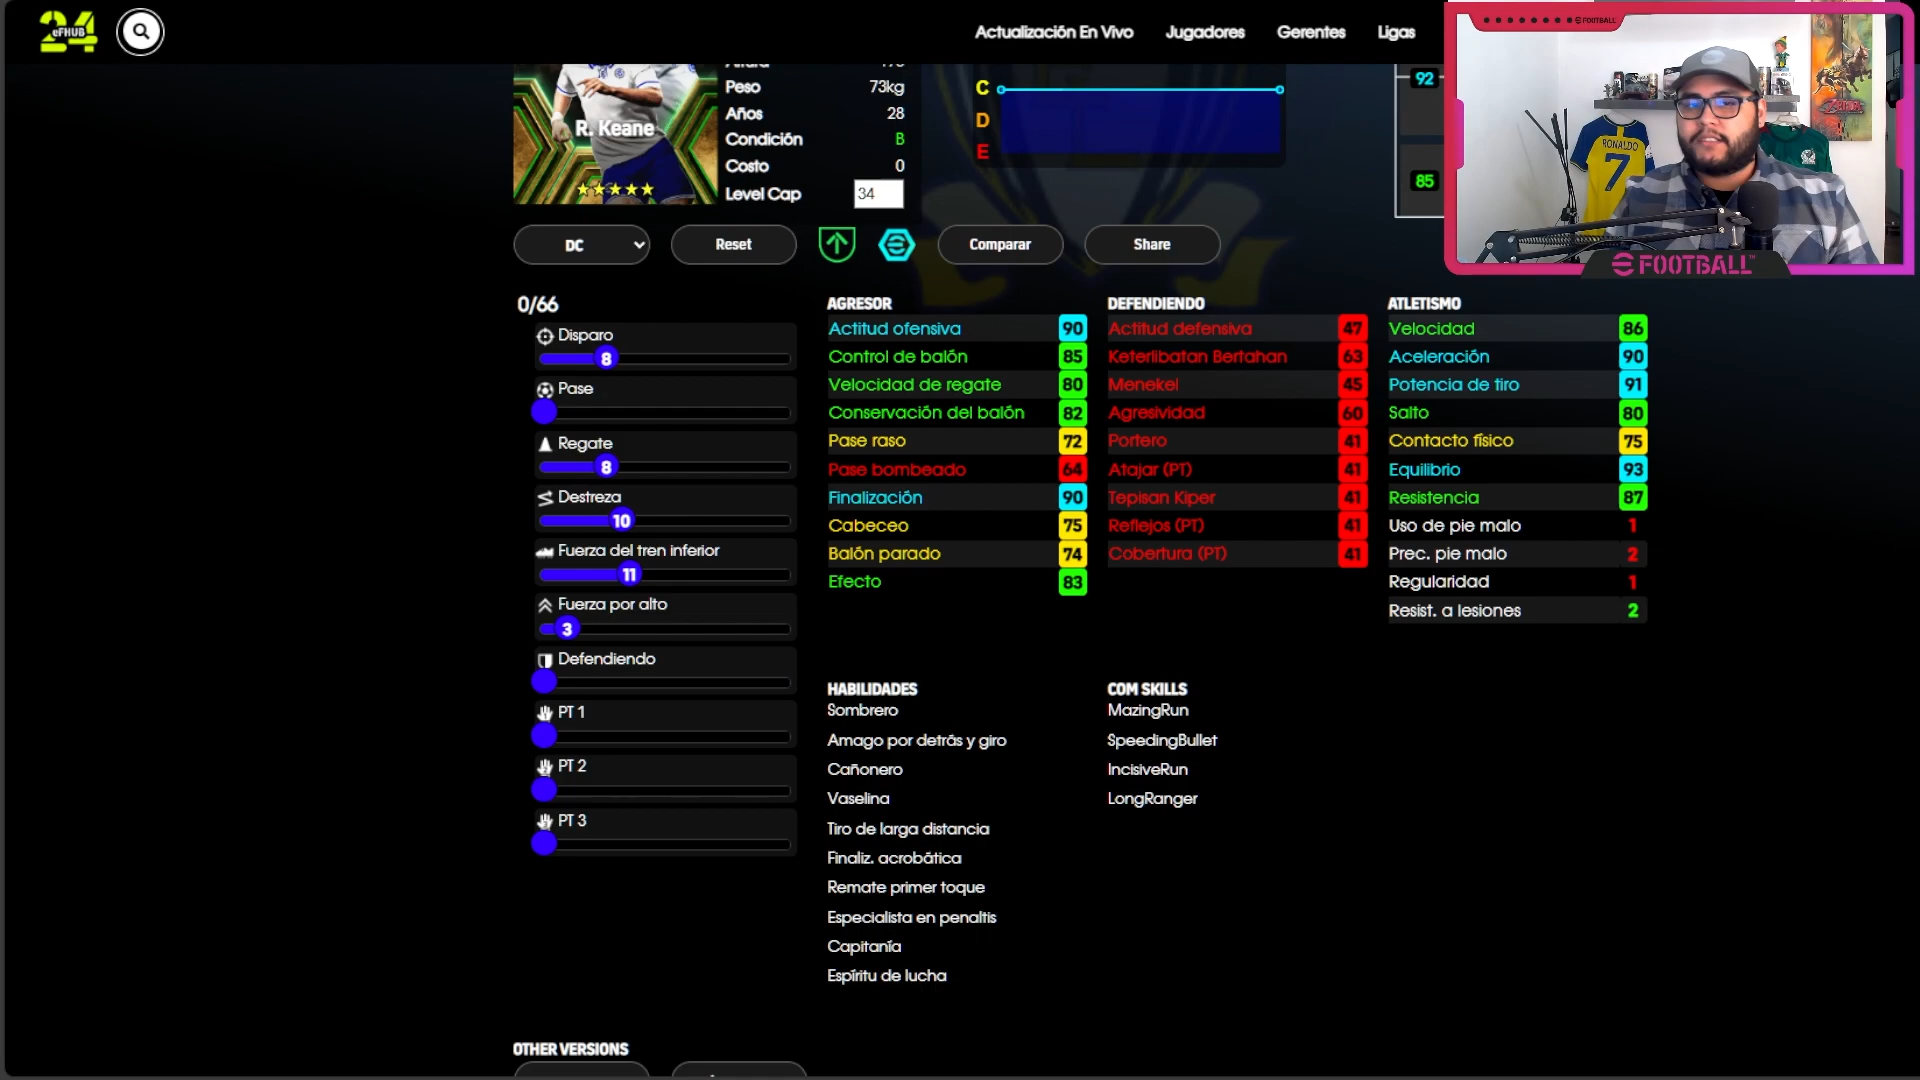 24
eFHUB
Actualización En Vivo
Jugadores
Gerentes
Ligas
R. Keane
Peso 73kg
Años 28
Condición B
Costo 0
Level Cap 34
C
D
E
92
85
DC
Reset
Comparar
Share
0/66
Disparo
8
Pase
Regate
8
Destreza
10
Fuerza del tren inferior
11
Fuerza por alto
3
Defendiendo
PT 1
PT 2
PT 3
AGRESOR
Actitud ofensiva 90
Control de balón 85
Velocidad de regate 80
Conservación del balón 82
Pase raso 72
Pase bombeado 64
Finalización 90
Cabeceo 75
Balón parado 74
Efecto 83
DEFENDIENDO
Actitud defensiva 47
Keterlibatan Bertahan 63
Menekel 45
Agresividad 60
Portero 41
Atajar (PT) 41
Tepisan Kiper 41
Reflejos (PT) 41
Cobertura (PT) 41
ATLETISMO
Velocidad 86
Aceleración 90
Potencia de tiro 91
Salto 80
Contacto físico 75
Equilibrio 93
Resistencia 87
Uso de pie malo 1
Prec. pie malo 2
Regularidad 1
Resist. a lesiones 2
HABILIDADES
Sombrero
Amago por detrás y giro
Cañonero
Vaselina
Tiro de larga distancia
Finaliz. acrobática
Remate primer toque
Especialista en penaltis
Capitanía
Espíritu de lucha
COM SKILLS
MazingRun
SpeedingBullet
IncisiveRun
LongRanger
OTHER VERSIONS
FOOTBALL
RONALDO
7
FOOTBALL